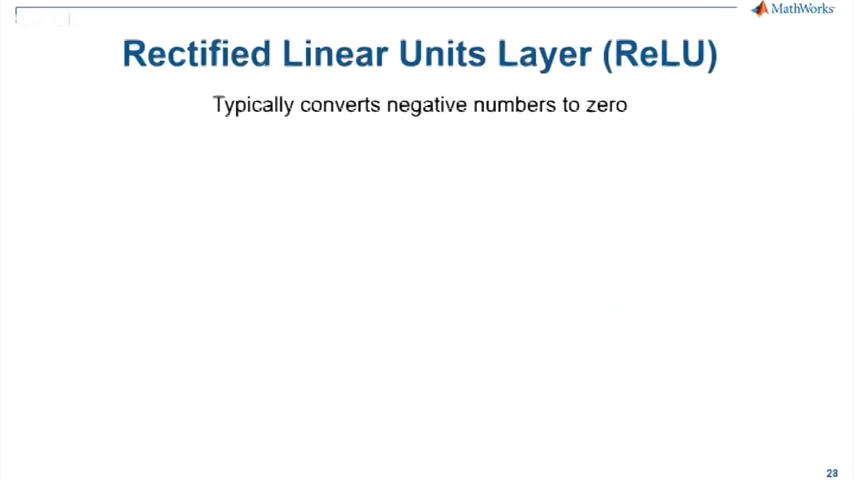 MathWorks
Rectified Linear Units Layer (ReLU)
Typically converts negative numbers to zero
28